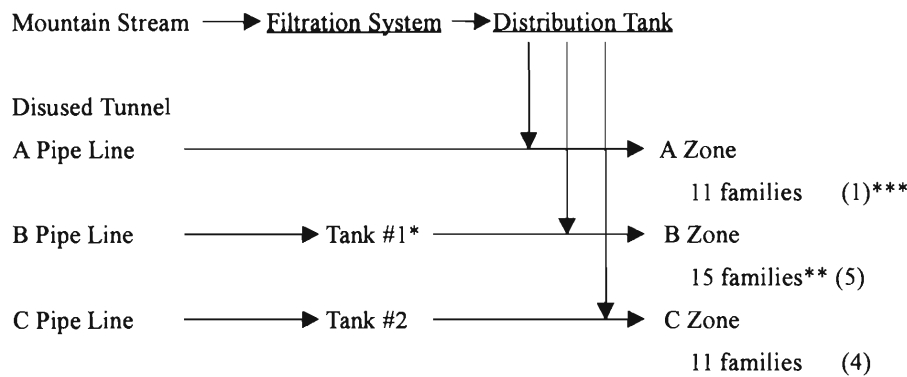 Mountain Stream Filtration System Distribution Tank
Disused Tunnel
A Pipe Line A Zone
11 families (1)***
B Pipe Line Tank #1* B Zone
15 families** (5)
C Pipe Line Tank #2 C Zone
11 families (4)